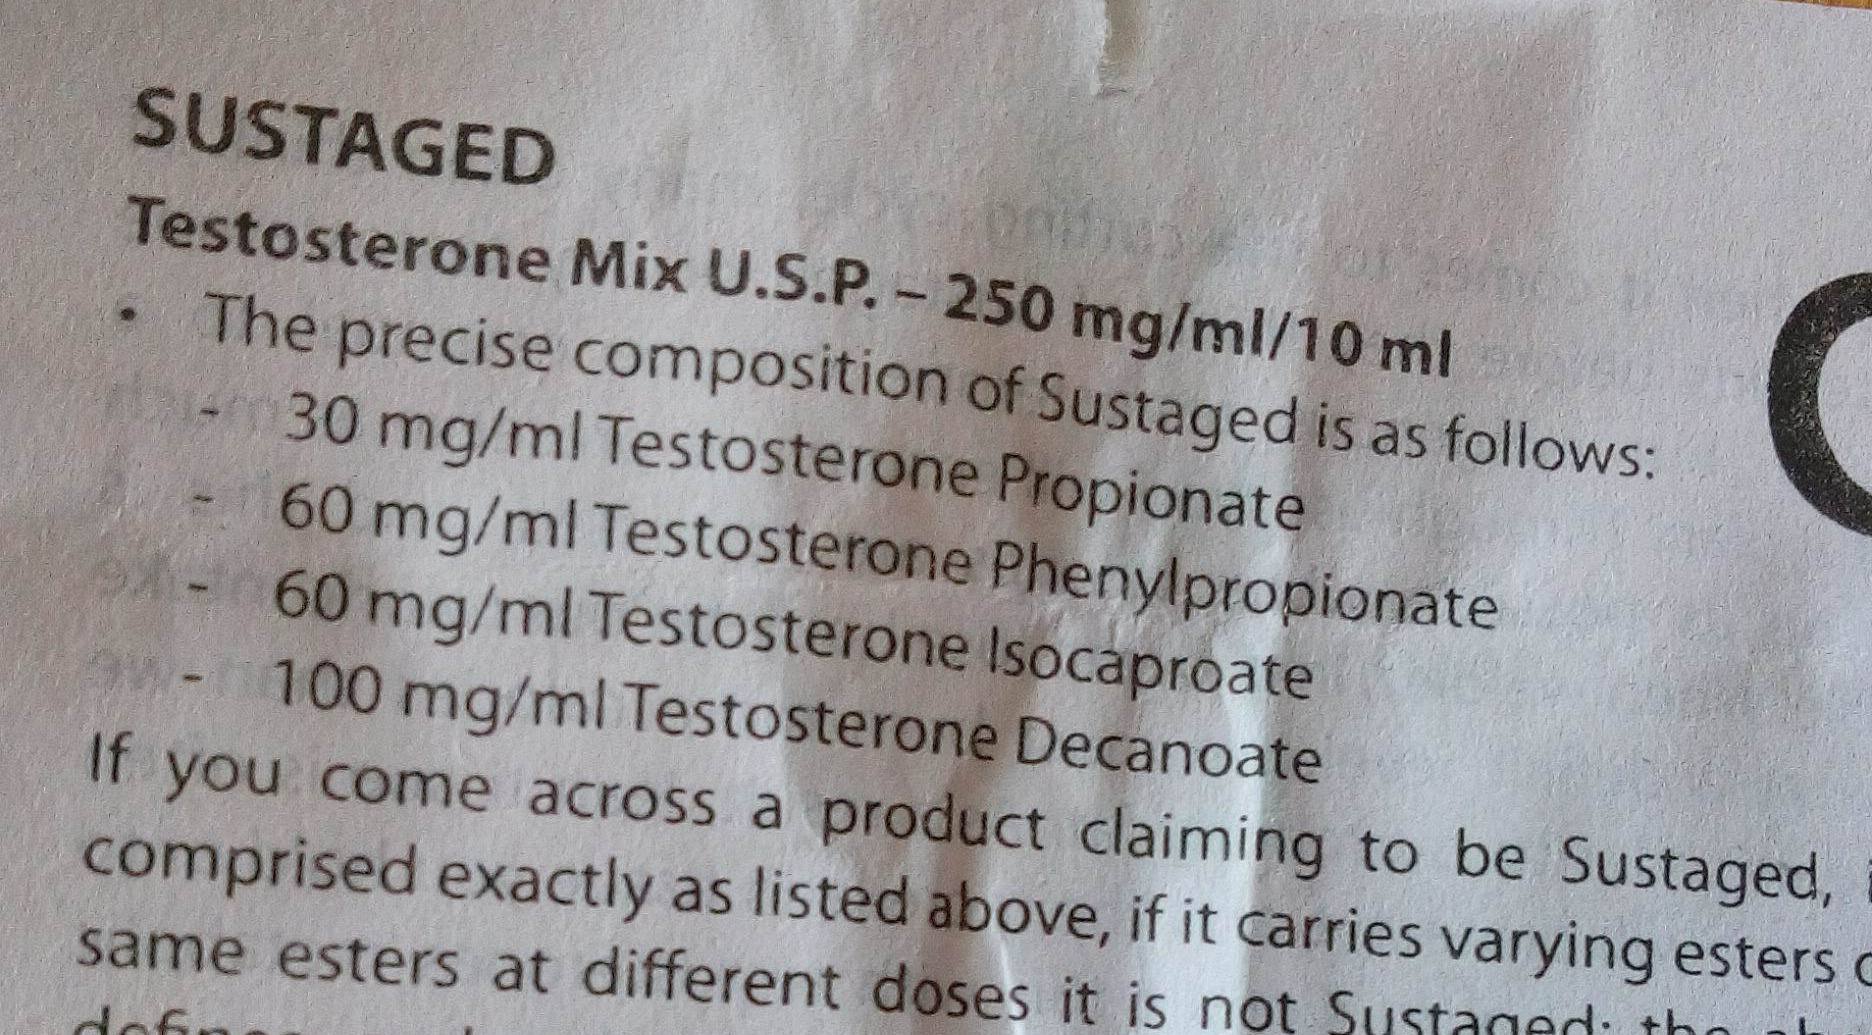 SUSTAGED
Testosterone Mix U.S.P. – 250 mg/ml/10 ml
• The precise composition of Sustaged is as follows:
- 30 mg/ml Testosterone Propionate
- 60 mg/ml Testosterone Phenylpropionate
- 60 mg/ml Testosterone Isocaproate
- 100 mg/ml Testosterone Decanoate
If you come across a product claiming to be Sustaged,
comprised exactly as listed above, if it carries varying esters
same esters at different doses it is not Sustaged;